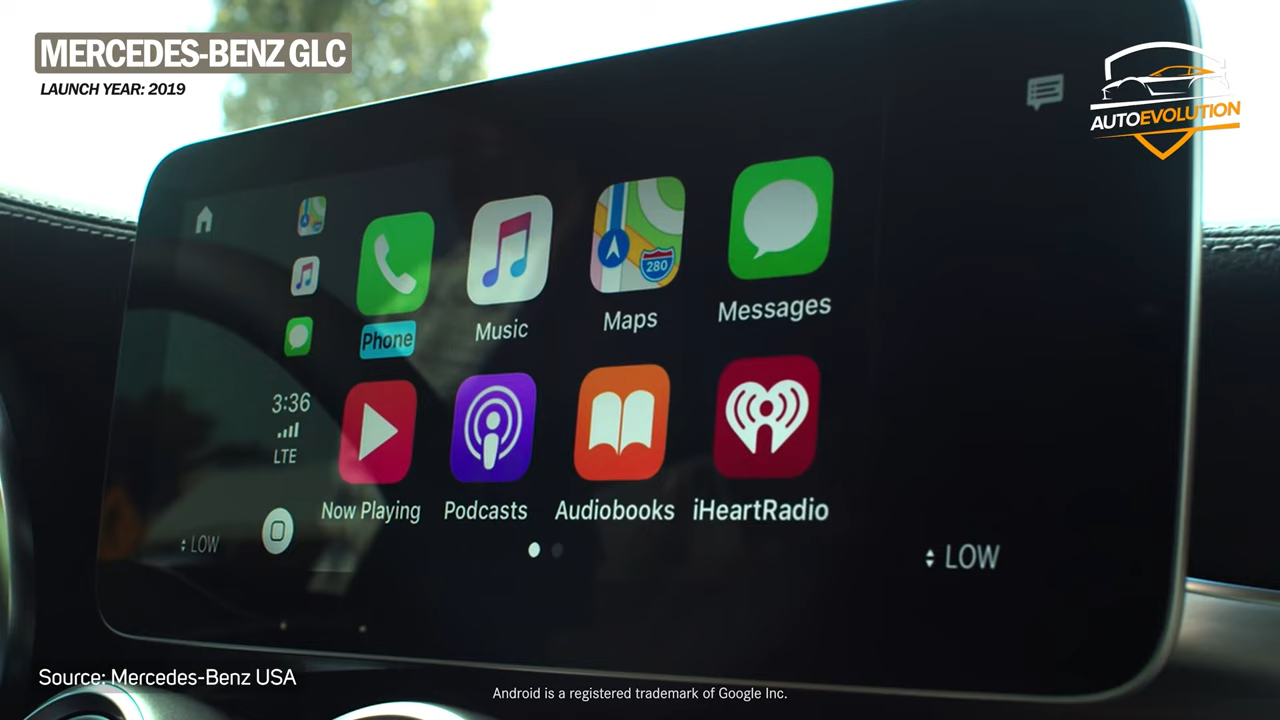 MERCEDES-BENZ GLC
LAUNCH YEAR: 2019
AUTOEVOLUTION
280
Phone
Music
Maps
Messages
3:36
LTE
Now Playing
Podcasts
Audiobooks
iHeartRadio
LOW
LOW
Source: Mercedes-Benz USA
Android is a registered trademark of Google Inc.